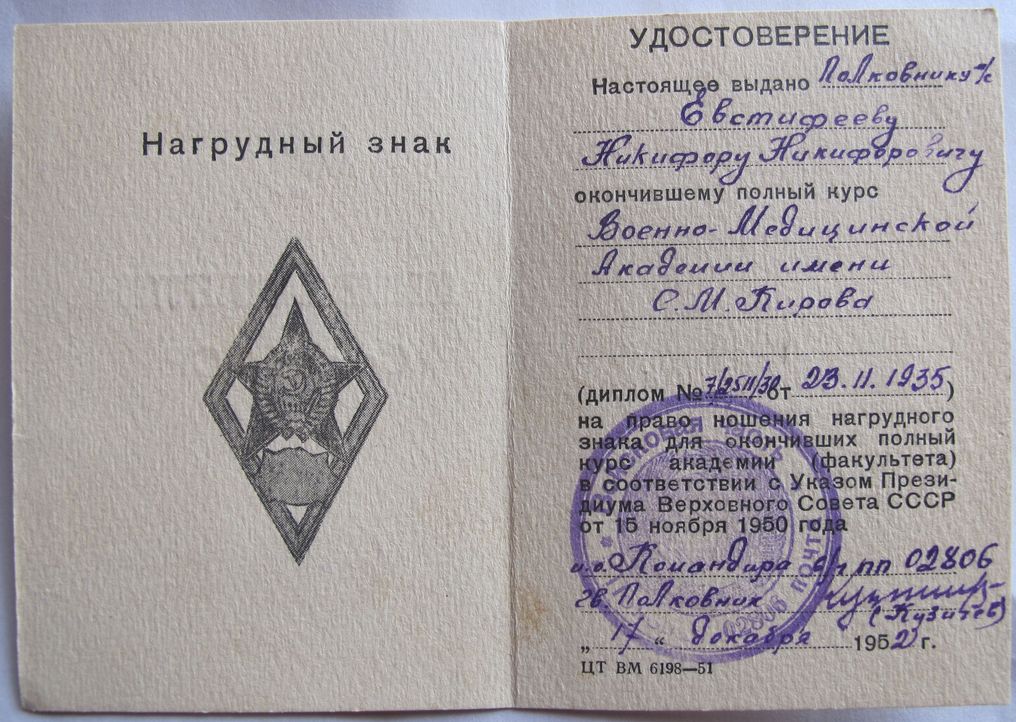 Нагрудный знак
УДОСТОВЕРЕНИЕ
Настоящее выдано Полковнику м/с
Евстифееву
Никифору Никифоровичу
окончившему полный курс
Военно-Медицинской
Академии имени
С.М. Кирова
(диплом № от 23.11.1935)
на право ношения нагрудного
знака для окончивших полный
курс академии (факультета)
в соответствии с Указом Прези-
диума Верховного Совета СССР
от 15 ноября 1950 года
и.о. Командира в/ч пп 02806
гв. Полковник
(Кузичев)
„17“ декабря 1952 г.
ЦТ ВМ 6198—51
Войсковая часть
02806